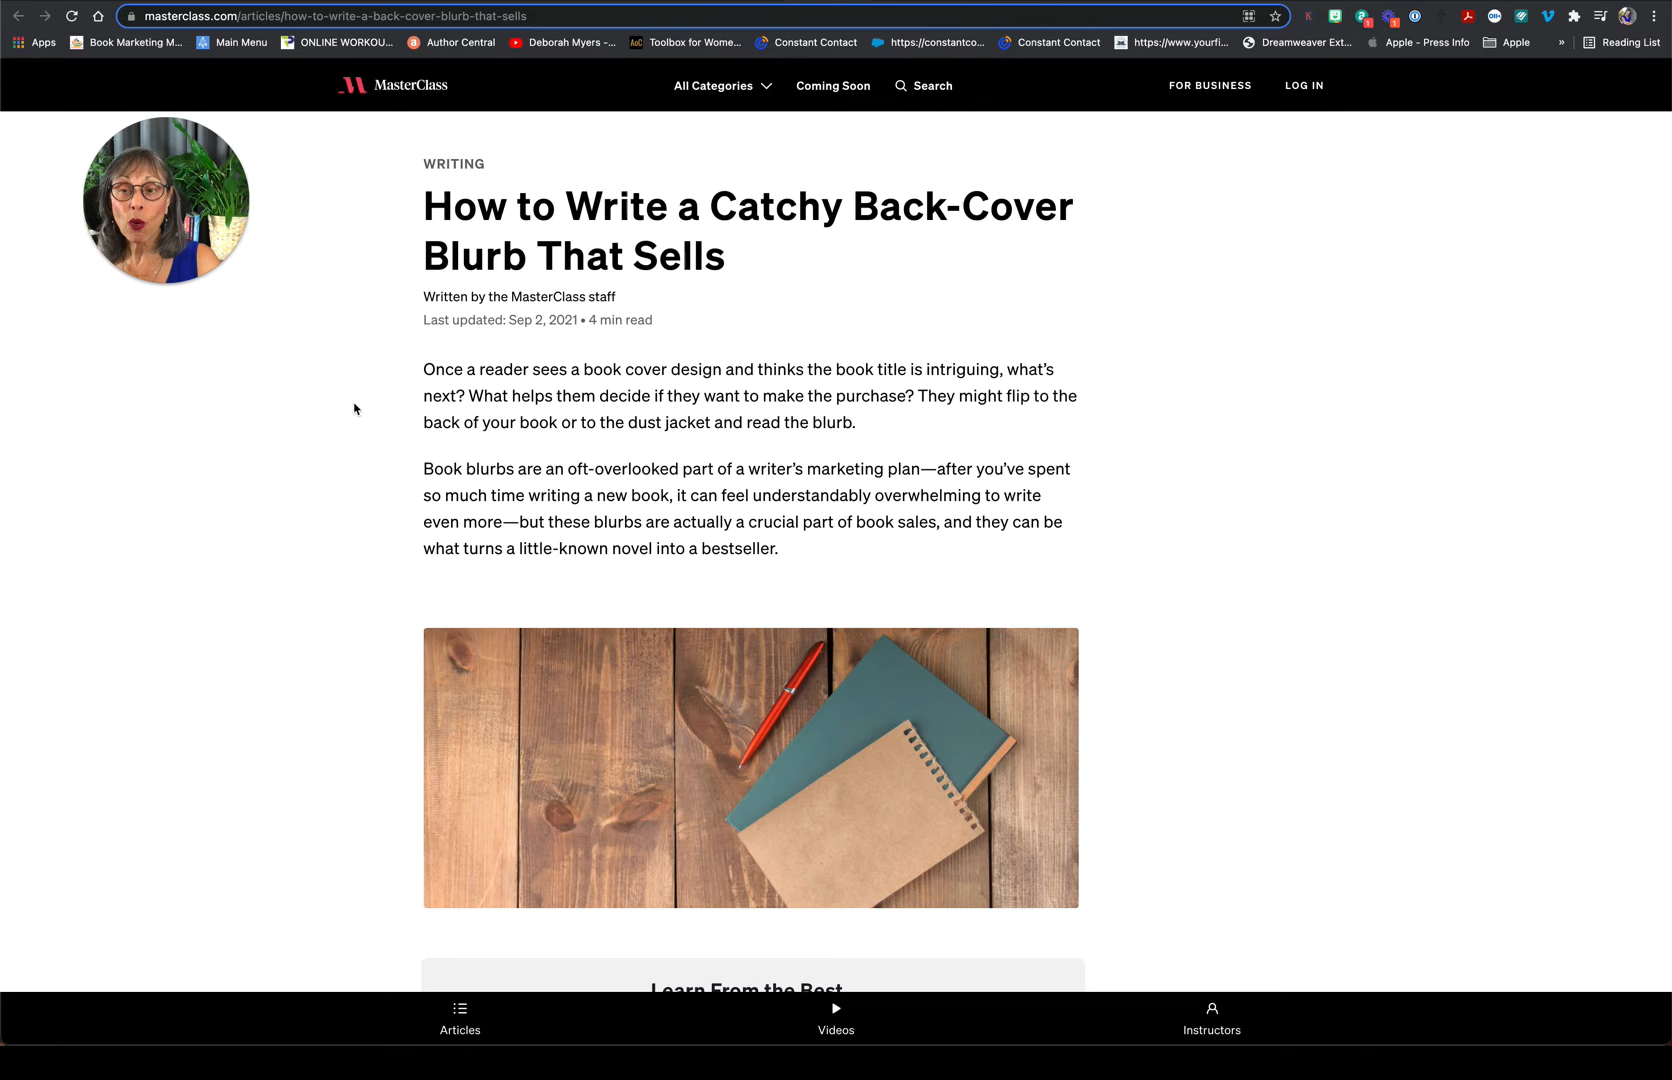 masterclass.com/articles/how-to-write-a-back-cover-blurb-that-sells
Apps
Book Marketing M...
Main Menu
ONLINE WORKOU...
Author Central
Deborah Myers -...
Toolbox for Wome...
Constant Contact
https://constantco...
Constant Contact
https://www.yourfi...
Dreamweaver Ext...
Apple - Press Info
Apple
»
Reading List
MasterClass
All Categories
Coming Soon
Search
FOR BUSINESS
LOG IN
WRITING
How to Write a Catchy Back-Cover
Blurb That Sells
Written by the MasterClass staff
Last updated: Sep 2, 2021 • 4 min read
Once a reader sees a book cover design and thinks the book title is intriguing, what’s
next? What helps them decide if they want to make the purchase? They might flip to the
back of your book or to the dust jacket and read the blurb.
Book blurbs are an oft-overlooked part of a writer’s marketing plan—after you’ve spent
so much time writing a new book, it can feel understandably overwhelming to write
even more—but these blurbs are actually a crucial part of book sales, and they can be
what turns a little-known novel into a bestseller.
Learn From the Best
Articles
Videos
Instructors